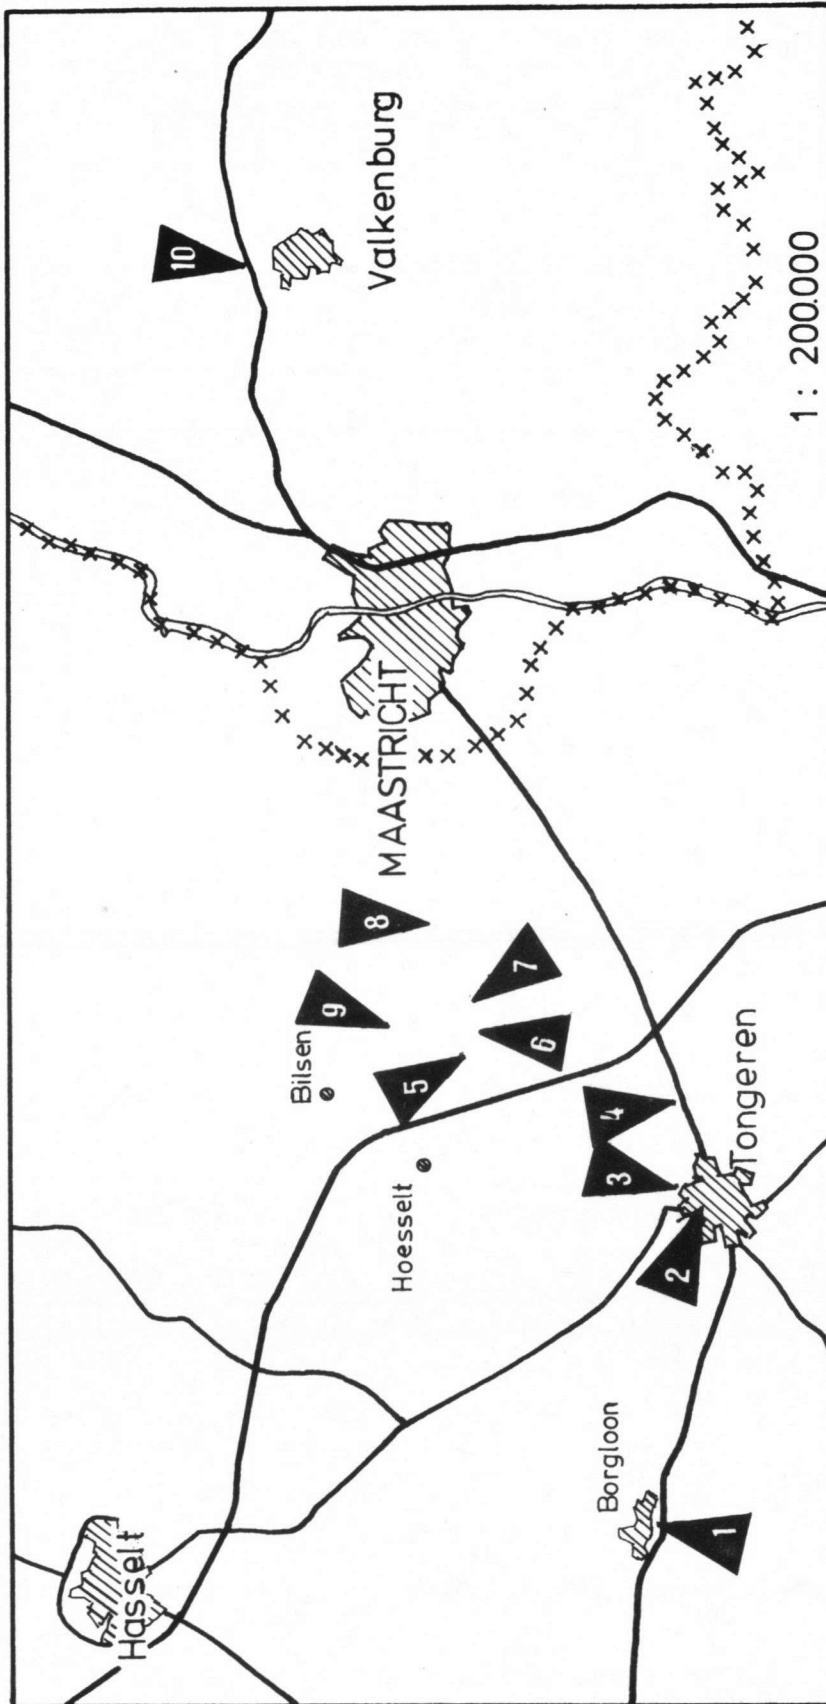 Hasselt
Bilsen
Hoesselt
MAASTRICHT
Valkenburg
Borgloon
Tongeren
1
2
3
4
5
6
7
8
9
10
1: 200.000